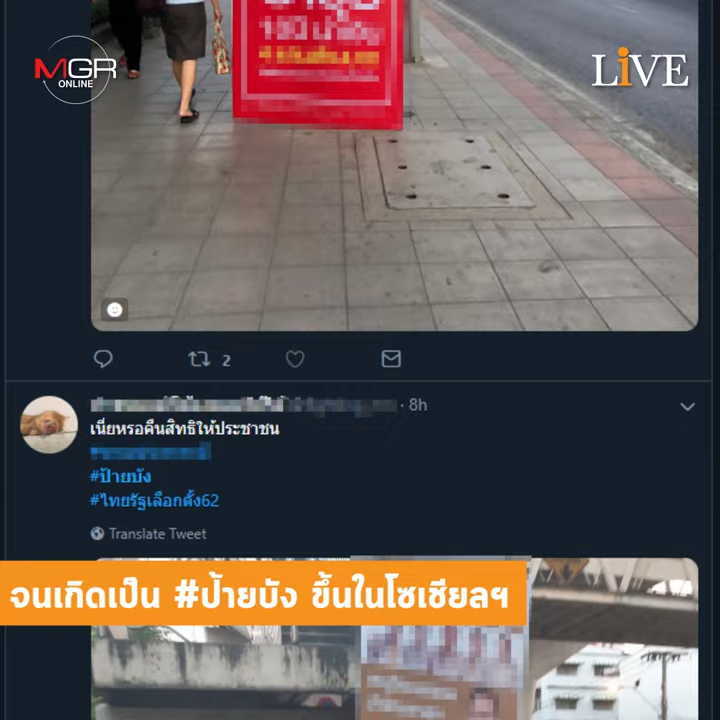 MGR
ONLINE
LiVE
2
· 8h
เนี่ยหรอคืนสิทธิให้ประชาชน
#ป้ายบัง
#ไทยรัฐเลือกตั้ง62
Translate Tweet
จนเกิดเป็น #ป้ายบัง ขึ้นในโซเชียลฯ